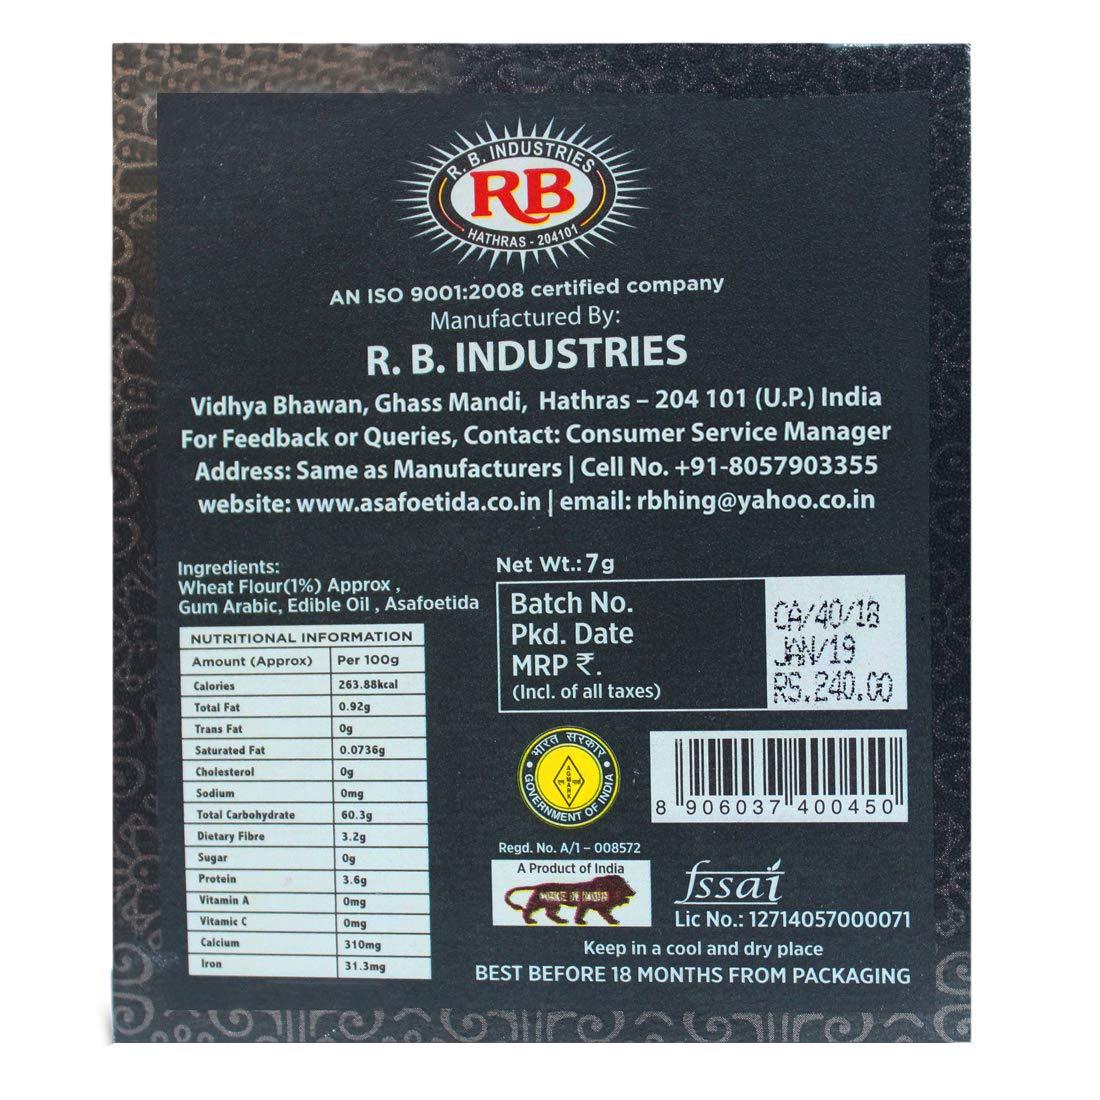 R. B. INDUSTRIES
RB
HATHRAS - 204101
AN ISO 9001:2008 certified company
Manufactured By:
R. B. INDUSTRIES
Vidhya Bhawan, Ghass Mandi, Hathras – 204 101 (U.P.) India
For Feedback or Queries, Contact: Consumer Service Manager
Address: Same as Manufacturers | Cell No. +91-8057903355
website: www.asafoetida.co.in | email: rbhing@yahoo.co.in
Ingredients:
Wheat Flour(1%) Approx ,
Gum Arabic, Edible Oil , Asafoetida
NUTRITIONAL INFORMATION
Amount (Approx) Per 100g
Calories 263.88kcal
Total Fat 0.92g
Trans Fat 0g
Saturated Fat 0.0736g
Cholesterol 0g
Sodium 0mg
Total Carbohydrate 60.3g
Dietary Fibre 3.2g
Sugar 0g
Protein 3.6g
Vitamin A 0mg
Vitamin C 0mg
Calcium 310mg
Iron 31.3mg
Net Wt.: 7g
Batch No. CA/40/18
Pkd. Date JAN/19
MRP ₹. RS.240.00
(Incl. of all taxes)
भारत सरकार
AGMARK
GOVERNMENT OF INDIA
8 906037 400450
Regd. No. A/1 – 008572
A Product of India
MAKE IN INDIA
fssai
Lic No.: 12714057000071
Keep in a cool and dry place
BEST BEFORE 18 MONTHS FROM PACKAGING